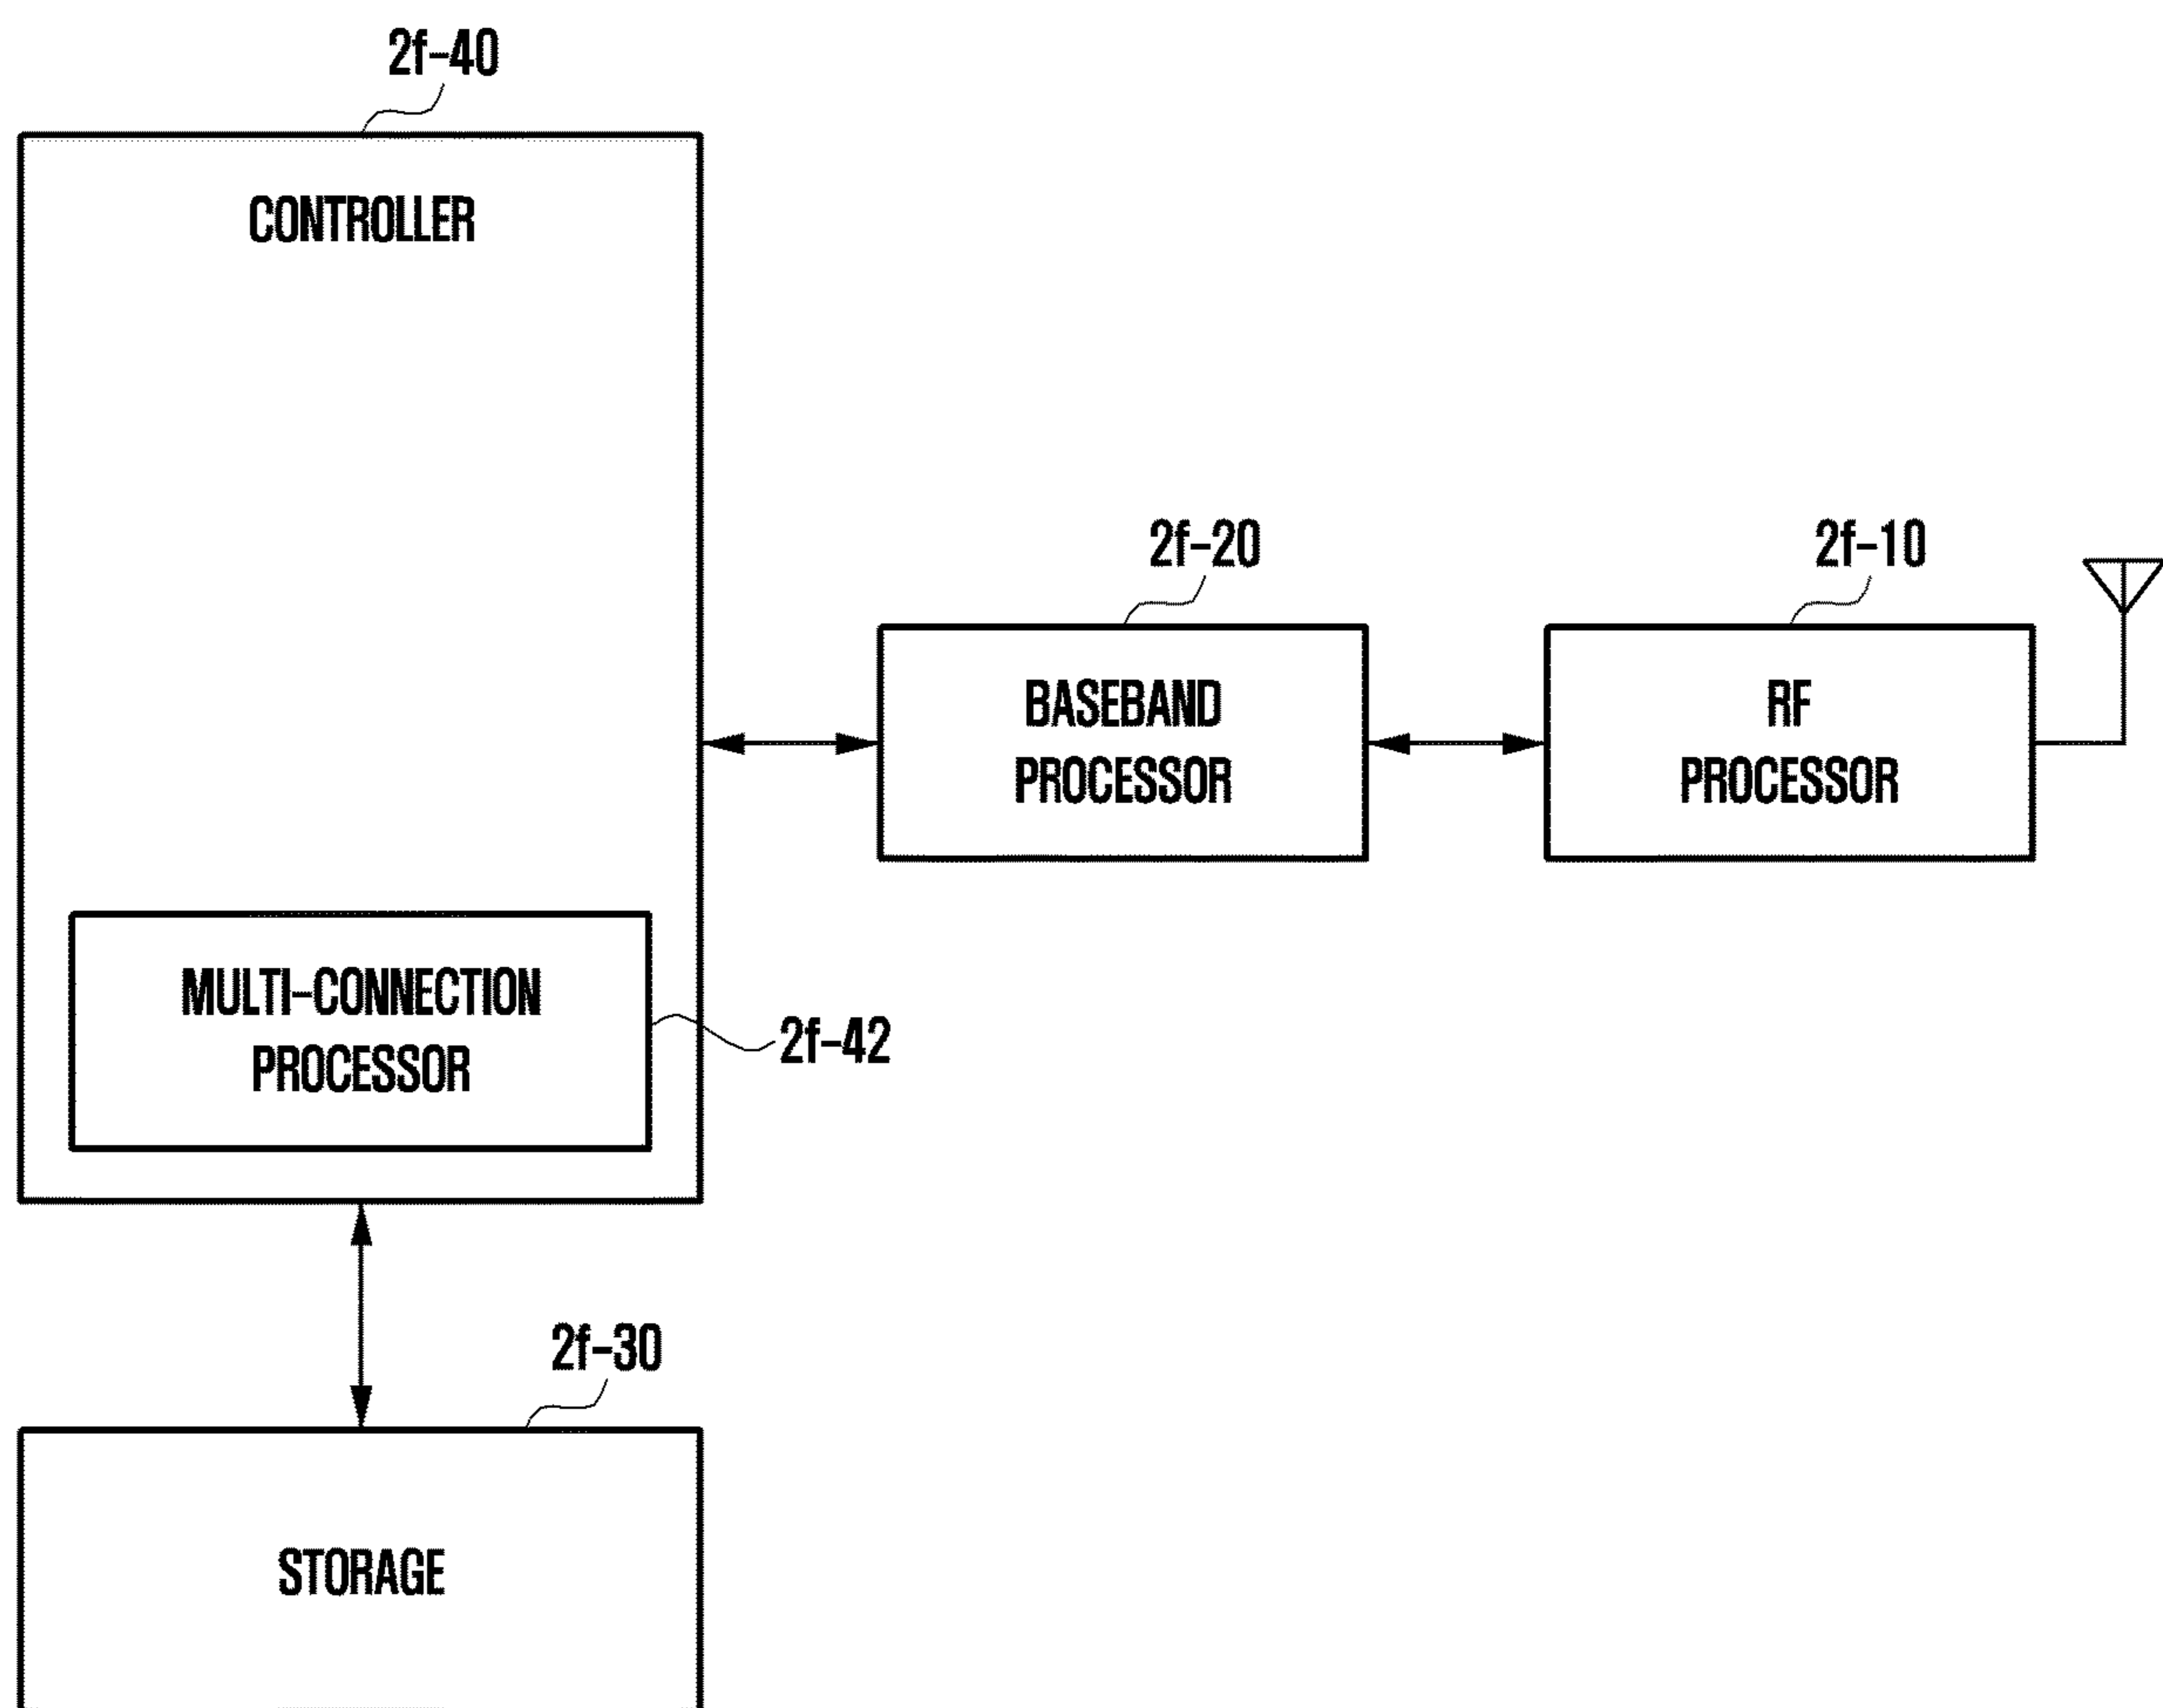 2f-40
CONTROLLER
2f-20
2f-10
BASEBAND
PROCESSOR
RF
PROCESSOR
MULTI-CONNECTION
PROCESSOR
2f-42
2f-30
STORAGE